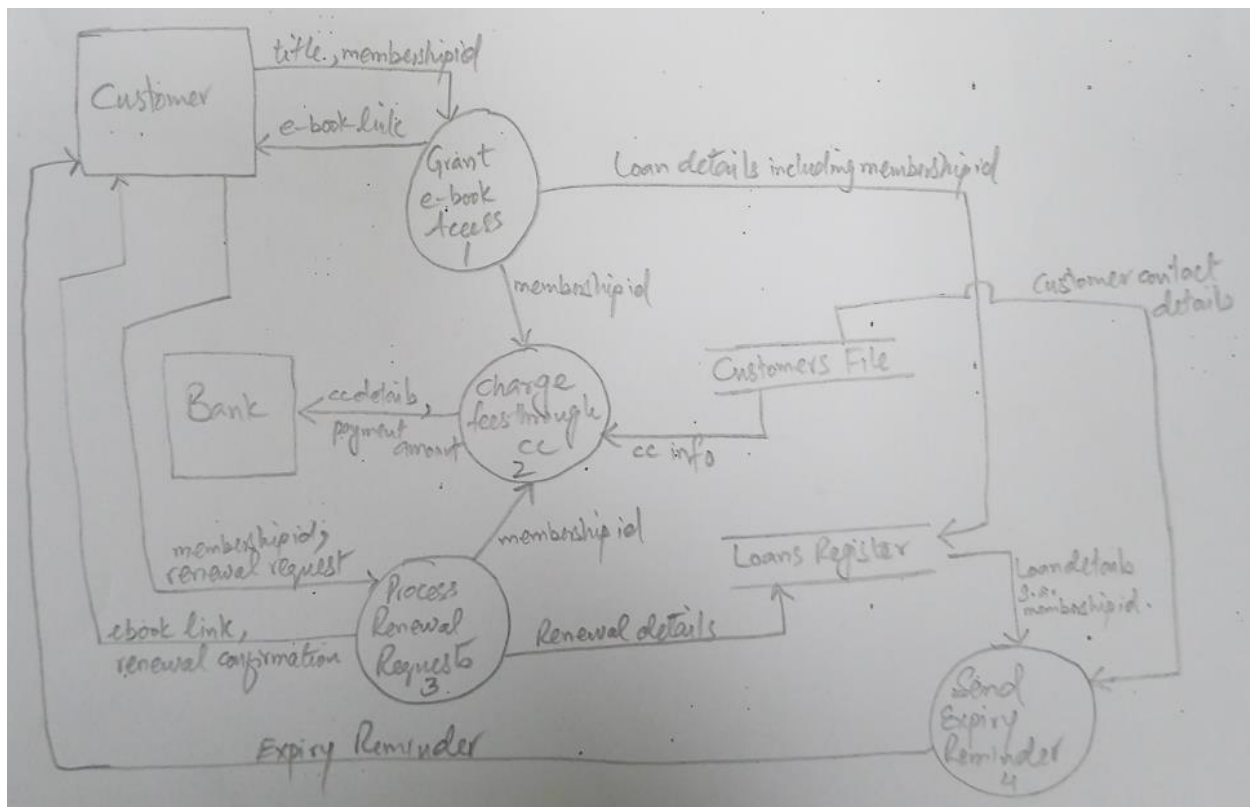 Customer
title, membershipid
e-book link
Grant
e-book
Access
1
Loan details including membershipid
membershipid
Customer contact
details
Customers File
Bank
cc details,
payment
amount
Charge
fees through
cc
2
cc info
membershipid,
renewal request
membership id
Loans Register
Process
Renewal
Requests
3.
Loan details
membershipid.
ebook link,
renewal confirmation
Renewal details
Send
Expiry
Reminder
4
Expiry Reminder